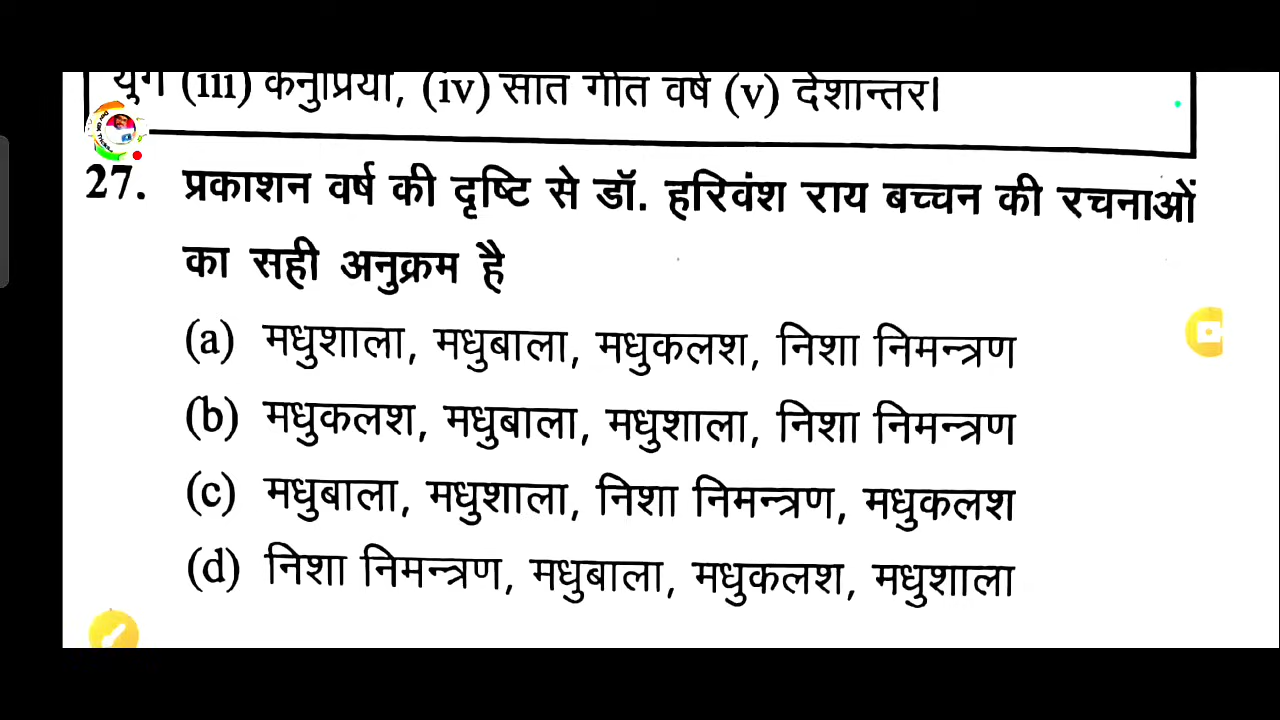 युग (iii) कनुप्रिया, (iv) सात गीत वर्ष (v) देशान्तर।
27. प्रकाशन वर्ष की दृष्टि से डॉ. हरिवंश राय बच्चन की रचनाओं
का सही अनुक्रम है
(a) मधुशाला, मधुबाला, मधुकलश, निशा निमन्त्रण
(b) मधुकलश, मधुबाला, मधुशाला, निशा निमन्त्रण
(c) मधुबाला, मधुशाला, निशा निमन्त्रण, मधुकलश
(d) निशा निमन्त्रण, मधुबाला, मधुकलश, मधुशाला